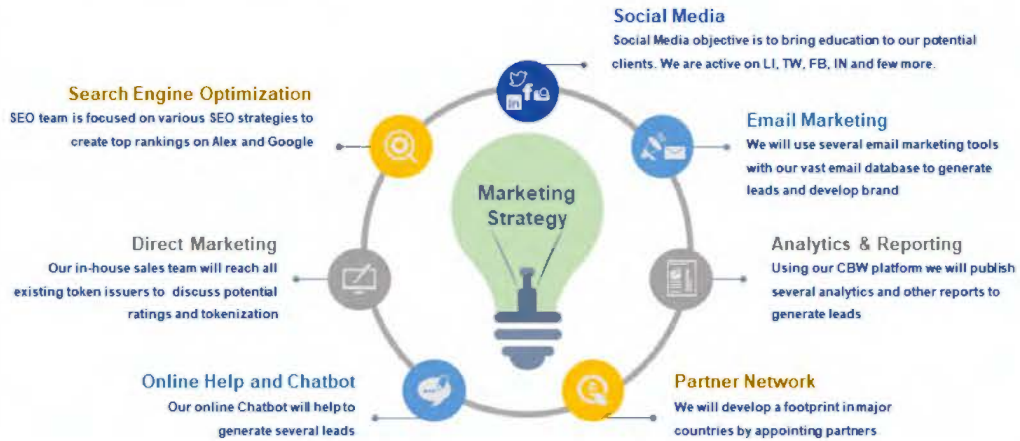 Social Media
Social Media objective is to bring education to our potential
clients. We are active on LI, TW, FB, IN and few more.
Search Engine Optimization
SEO team is focused on various SEO strategies to
create top rankings on Alex and Google
Email Marketing
We will use several email marketing tools
with our vast email database to generate
leads and develop brand
Marketing
Strategy
Direct Marketing
Our in-house sales team will reach all
existing token issuers to discuss potential
ratings and tokenization
Analytics & Reporting
Using our CBW platform we will publish
several analytics and other reports to
generate leads
Online Help and Chatbot
Our online Chatbot will help to
generate several leads
Partner Network
We will develop a footprint in major
countries by appointing partners